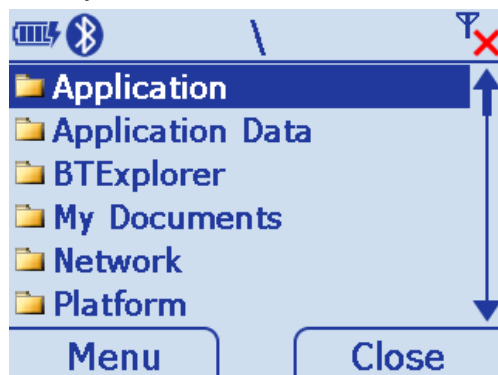 \
Application
Application Data
BTExplorer
My Documents
Network
Platform
Menu Close